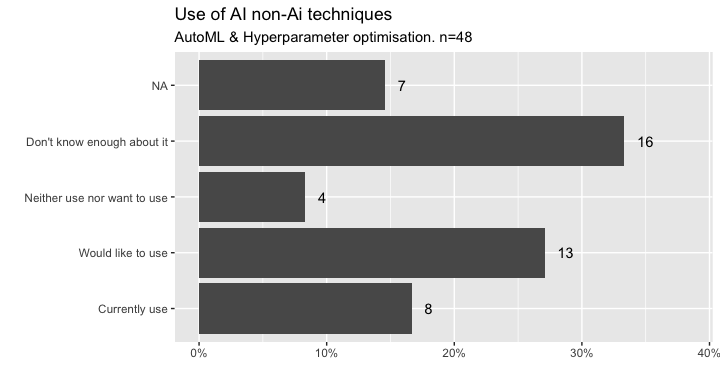 Use of AI non-Ai techniques
AutoML & Hyperparameter optimisation. n=48
NA
7
Don't know enough about it
16
Neither use nor want to use
4
Would like to use
13
Currently use
8
0%
10%
20%
30%
40%